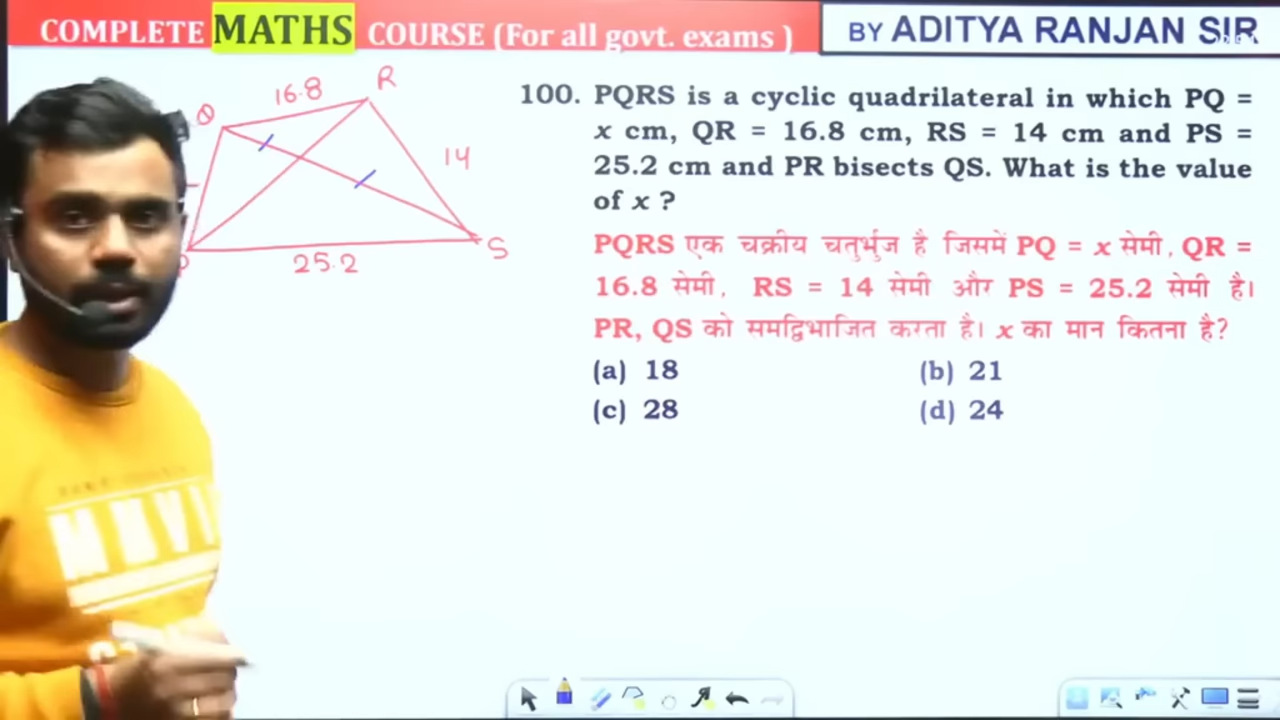 COMPLETE MATHS COURSE (For all govt. exams )
BY ADITYA RANJAN SIR
Q
16.8
R
14
S
25.2
100. PQRS is a cyclic quadrilateral in which PQ =
x cm, QR = 16.8 cm, RS = 14 cm and PS =
25.2 cm and PR bisects QS. What is the value
of x ?
PQRS एक चक्रीय चतुर्भुज है जिसमें PQ = x सेमी, QR =
16.8 सेमी, RS = 14 सेमी और PS = 25.2 सेमी है।
PR, QS को समद्विभाजित करता है। x का मान कितना है?
(a) 18
(b) 21
(c) 28
(d) 24